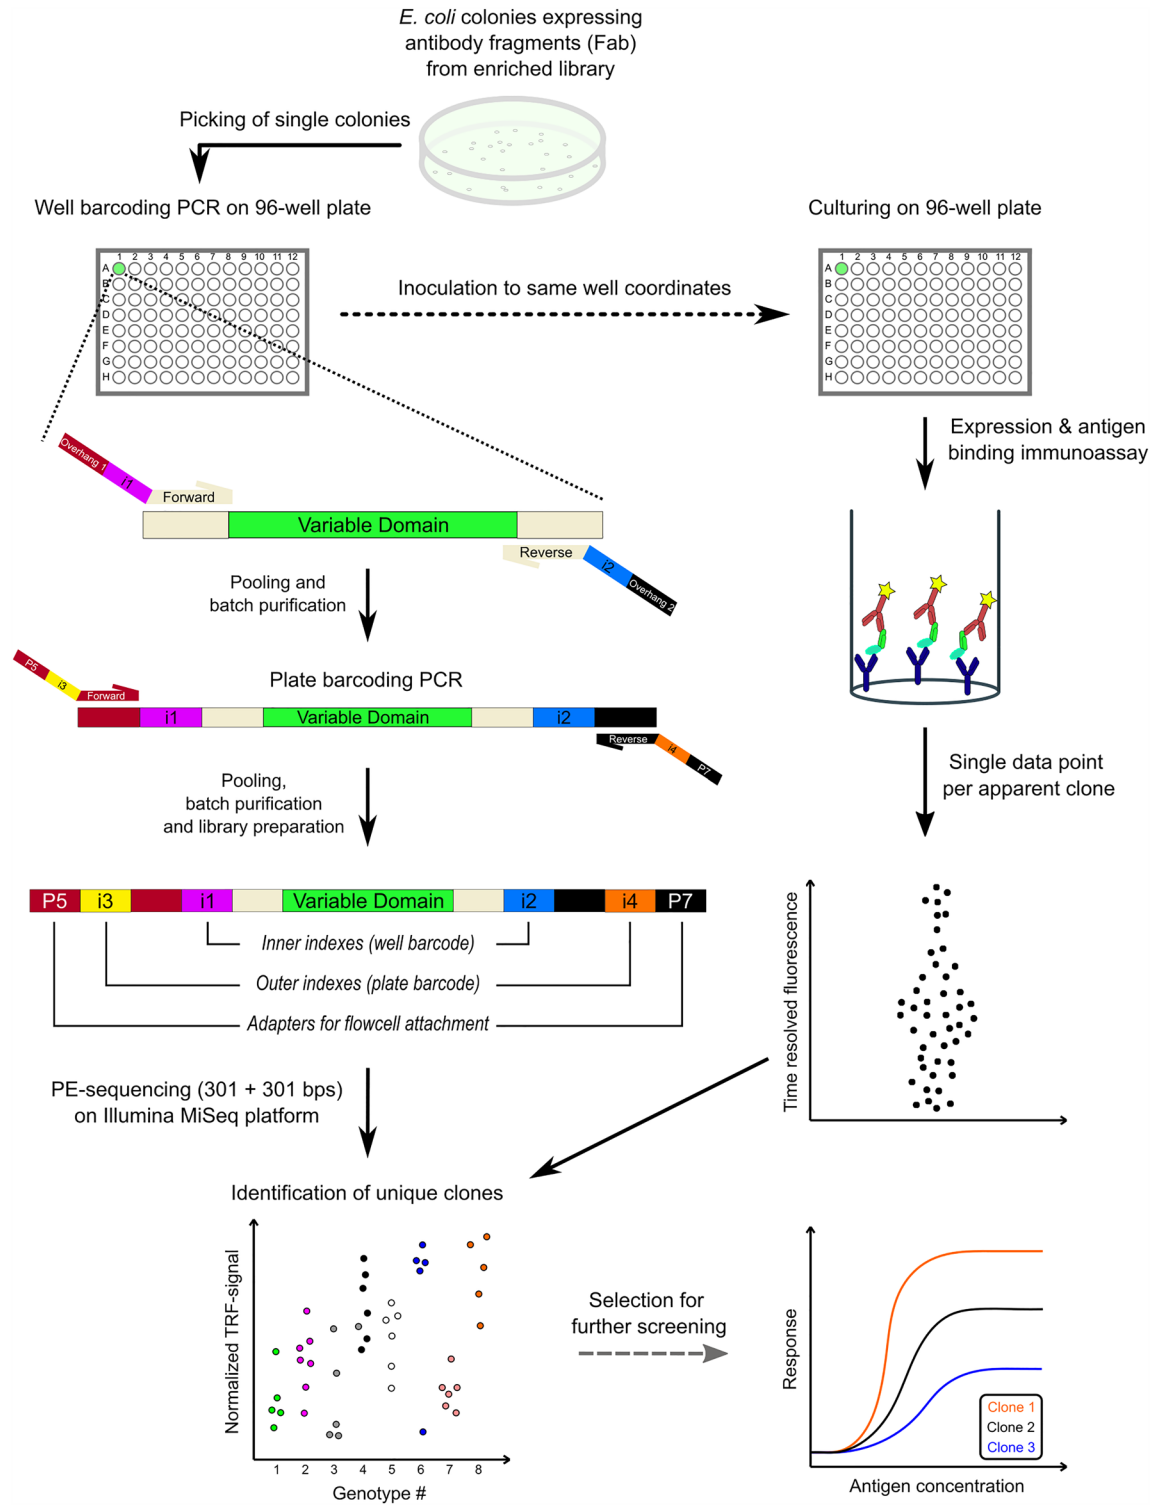 E. coli colonies expressing
antibody fragments (Fab)
from enriched library
Picking of single colonies
Well barcoding PCR on 96-well plate
Culturing on 96-well plate
1 2 3 4 5 6 7 8 9 10 11 12
A
B
C
D
E
F
G
H
Inoculation to same well coordinates
1 2 3 4 5 6 7 8 9 10 11 12
A
B
C
D
E
F
G
H
Expression & antigen
binding immunoassay
Overhang 1
i1
Forward
Variable Domain
Reverse
i2
Overhang 2
Pooling and
batch purification
P5
i3
Forward
Plate barcoding PCR
i1
Variable Domain
i2
Reverse
i4
P7
Pooling,
batch purification
and library preparation
Single data point
per apparent clone
P5 i3 i1 Variable Domain i2 i4 P7
Inner indexes (well barcode)
Outer indexes (plate barcode)
Adapters for flowcell attachment
Time resolved fluorescence
PE-sequencing (301 + 301 bps)
on Illumina MiSeq platform
Identification of unique clones
Normalized TRF-signal
1 2 3 4 5 6 7 8
Genotype #
Selection for
further screening
Response
Clone 1
Clone 2
Clone 3
Antigen concentration